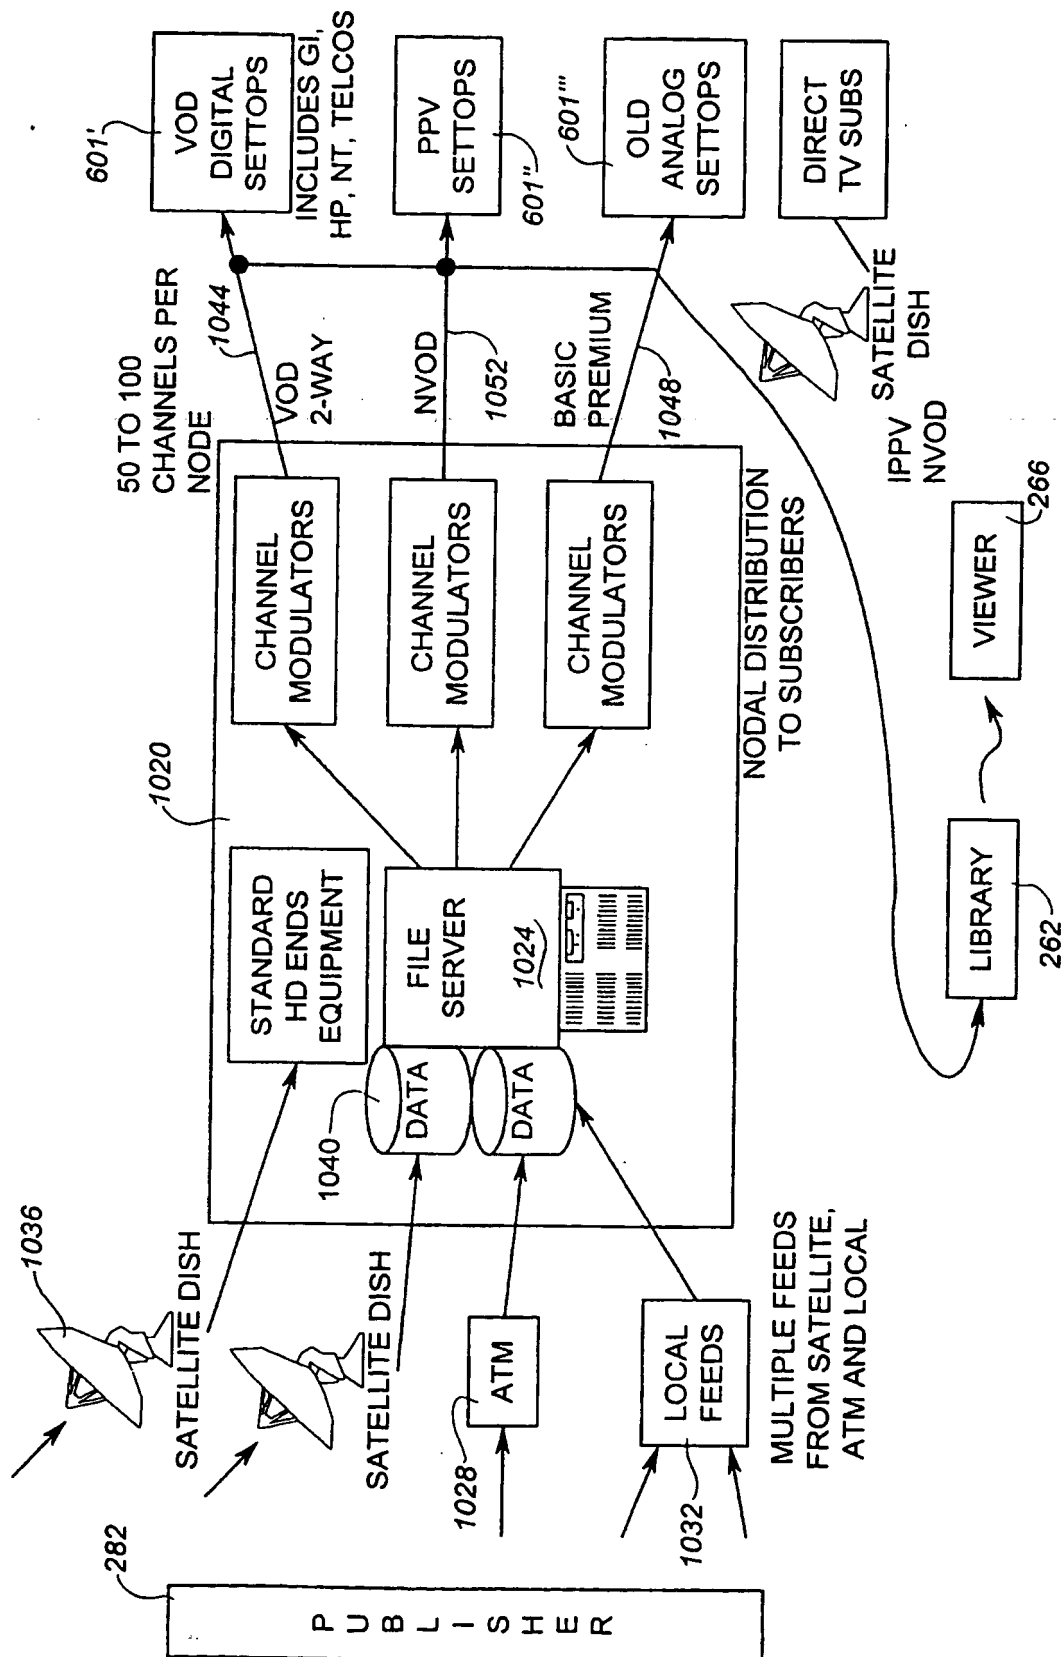 282
PUBLISHER
1036
SATELLITE DISH
SATELLITE DISH
1028
ATM
1032
LOCAL
FEEDS
MULTIPLE FEEDS
FROM SATELLITE,
ATM AND LOCAL
1020
STANDARD
HD ENDS
EQUIPMENT
1040
DATA
DATA
FILE
SERVER
1024
CHANNEL
MODULATORS
CHANNEL
MODULATORS
CHANNEL
MODULATORS
NODAL DISTRIBUTION
TO SUBSCRIBERS
50 TO 100
CHANNELS PER
NODE
1044
VOD
2-WAY
NVOD
1052
BASIC
PREMIUM
1048
601'
VOD
DIGITAL
SETTOPS
INCLUDES GI,
HP, NT, TELCOS
PPV
SETTOPS
601"
601'''
OLD
ANALOG
SETTOPS
DIRECT
TV SUBS
SATELLITE
DISH
IPPV
NVOD
LIBRARY
262
VIEWER
266